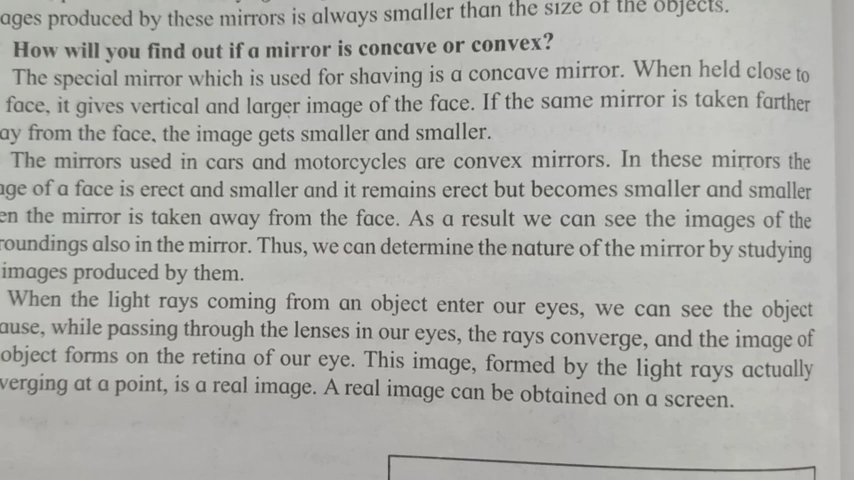 ages produced by these mirrors is always smaller than the size of the objects.
How will you find out if a mirror is concave or convex?
The special mirror which is used for shaving is a concave mirror. When held close to
face, it gives vertical and larger image of the face. If the same mirror is taken farther
ay from the face, the image gets smaller and smaller.
The mirrors used in cars and motorcycles are convex mirrors. In these mirrors the
age of a face is erect and smaller and it remains erect but becomes smaller and smaller
en the mirror is taken away from the face. As a result we can see the images of the
roundings also in the mirror. Thus, we can determine the nature of the mirror by studying
images produced by them.
When the light rays coming from an object enter our eyes, we can see the object
ause, while passing through the lenses in our eyes, the rays converge, and the image of
object forms on the retina of our eye. This image, formed by the light rays actually
verging at a point, is a real image. A real image can be obtained on a screen.